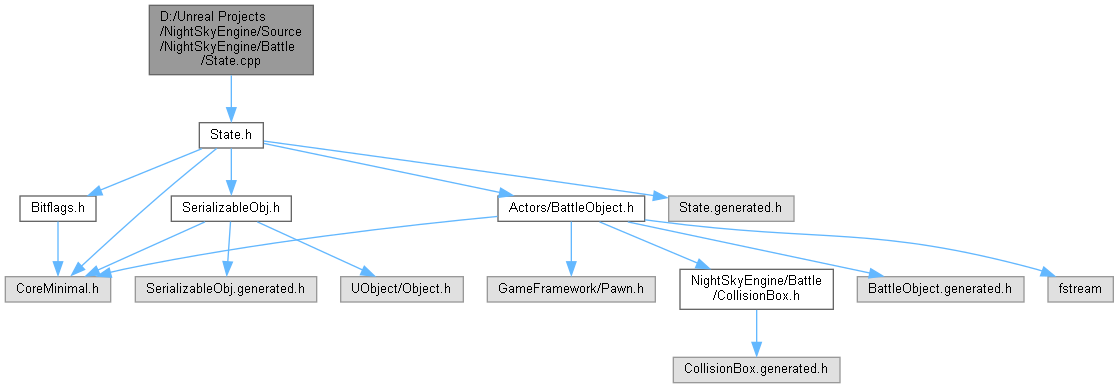 D:/Unreal Projects
/NightSkyEngine/Source
/NightSkyEngine/Battle
/State.cpp
State.h
Bitflags.h
SerializableObj.h
Actors/BattleObject.h
State.generated.h
CoreMinimal.h
SerializableObj.generated.h
UObject/Object.h
GameFramework/Pawn.h
NightSkyEngine/Battle
/CollisionBox.h
BattleObject.generated.h
fstream
CollisionBox.generated.h